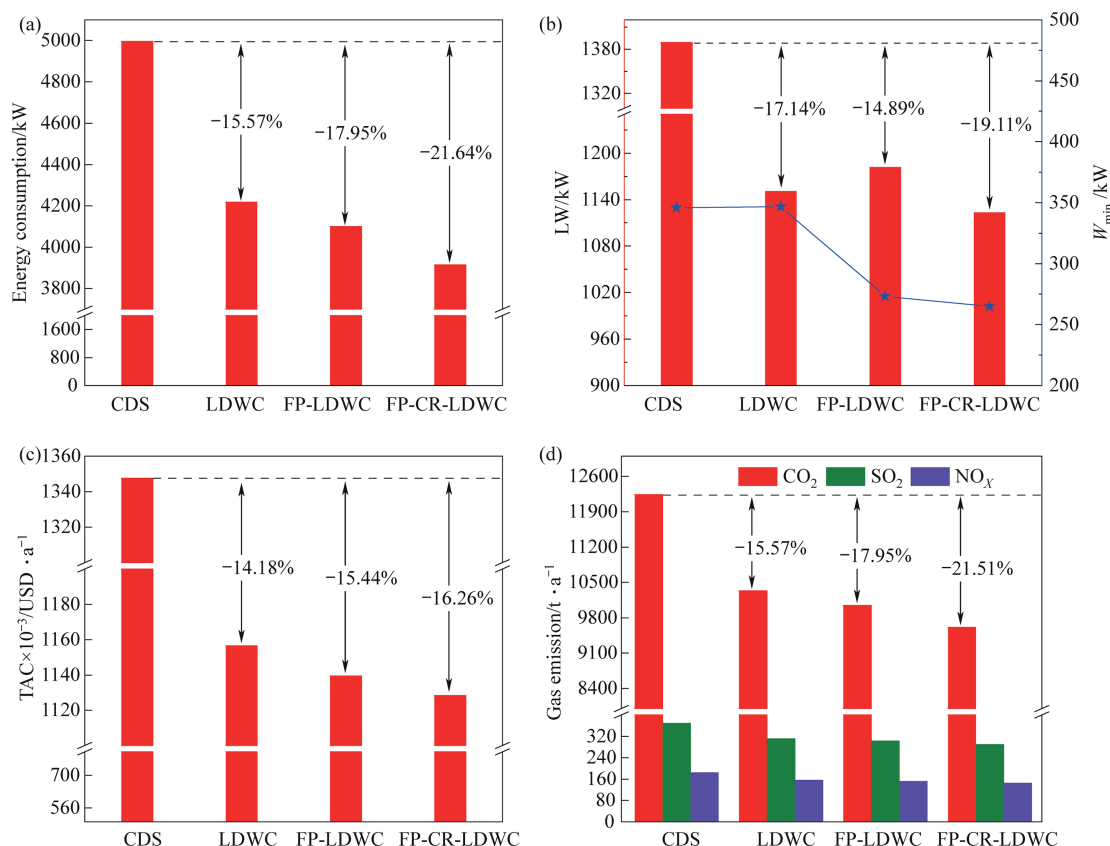 (a)
5000
4800
4600
4400
4200
4000
3800
1600
800
0
Energy consumption/kW
−15.57%
−17.95%
−21.64%
CDS
LDWC
FP-LDWC
FP-CR-LDWC
(b)
1380
1320
1200
1140
1080
1020
960
900
LW/kW
−17.14%
−14.89%
−19.11%
500
450
400
350
300
250
200
Wmin /kW
CDS
LDWC
FP-LDWC
FP-CR-LDWC
(c)
1360
1340
1320
1180
1160
1140
1120
700
560
TAC×10−3/USD・a−1
−14.18%
−15.44%
−16.26%
CDS
LDWC
FP-LDWC
FP-CR-LDWC
(d)
CO2
SO2
NOX
12600
11900
12200
10500
9800
9100
8400
320
240
160
80
0
Gas emission/t・a−1
−15.57%
−17.95%
−21.51%
CDS
LDWC
FP-LDWC
FP-CR-LDWC